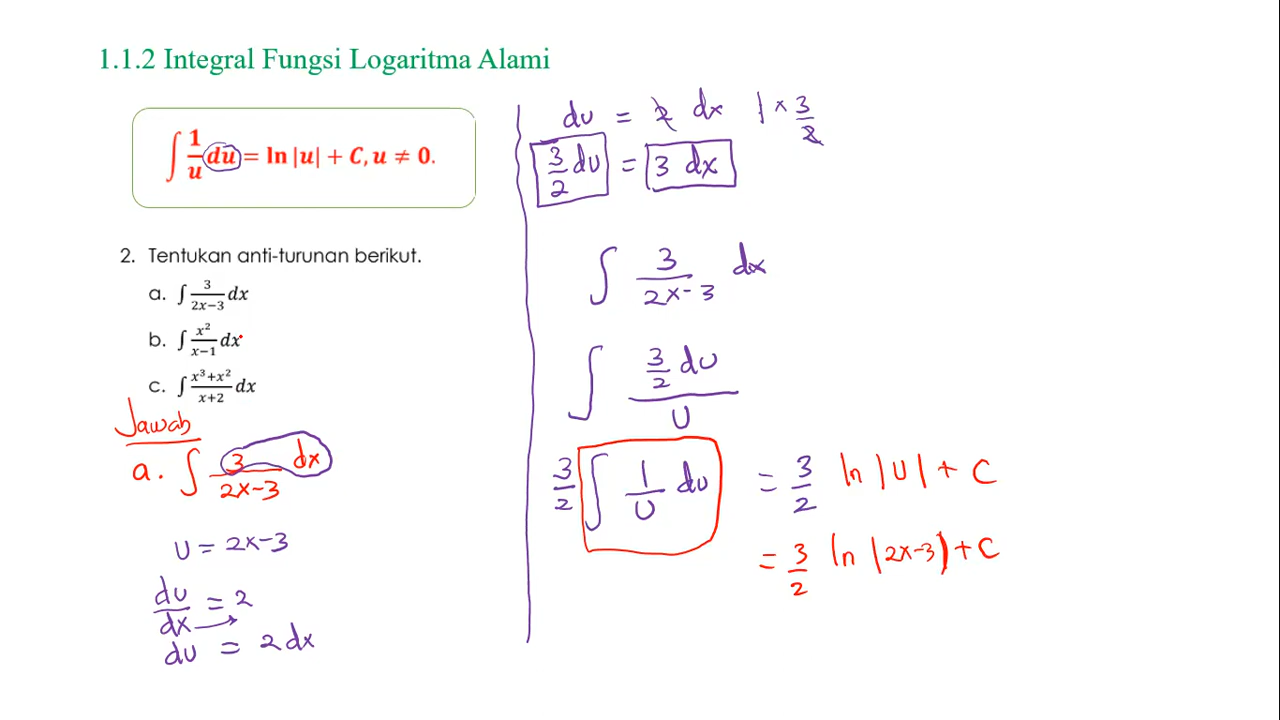 1.1.2 Integral Fungsi Logaritma Alami
∫ 1/u du = ln |u| + C, u ≠ 0.
2. Tentukan anti-turunan berikut.
a. ∫ 3/(2x−3) dx
b. ∫ x²/(x−1) dx
c. ∫ (x³+x²)/(x+2) dx
Jawab
a. ∫ 3/(2x−3) dx
u = 2x−3
du/dx = 2
du = 2 dx
du = 2 dx | × 3/2
3/2 du = 3 dx
∫ 3/(2x−3) dx
∫ (3/2 du)/u
3/2 ∫ 1/u du = 3/2 ln |u| + C
= 3/2 ln |2x−3| + C